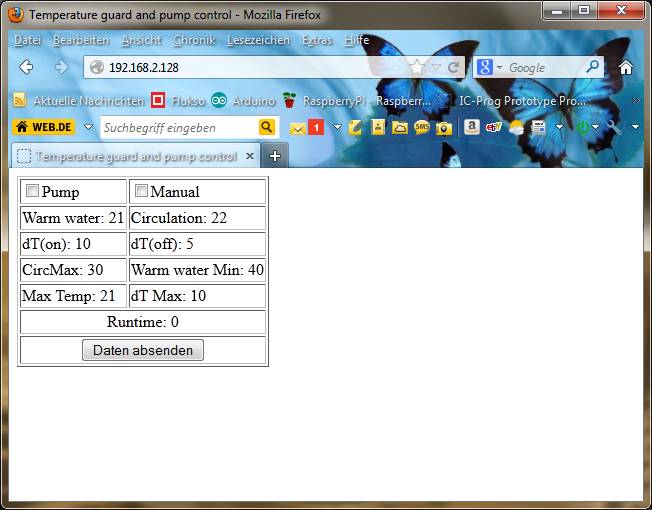 Temperature guard and pump control - Mozilla Firefox
Datei Bearbeiten Ansicht Chronik Lesezeichen Extras Hilfe
192.168.2.128 Google
Aktuelle Nachrichten Flukso Arduino RaspberryPi - Raspberr... IC-Prog Prototype Pro... »
WEB.DE Suchbegriff eingeben 1 SMS a ebY »
Temperature guard and pump control
Pump Manual
Warm water: 21 Circulation: 22
dT(on): 10 dT(off): 5
CircMax: 30 Warm water Min: 40
Max Temp: 21 dT Max: 10
Runtime: 0
Daten absenden